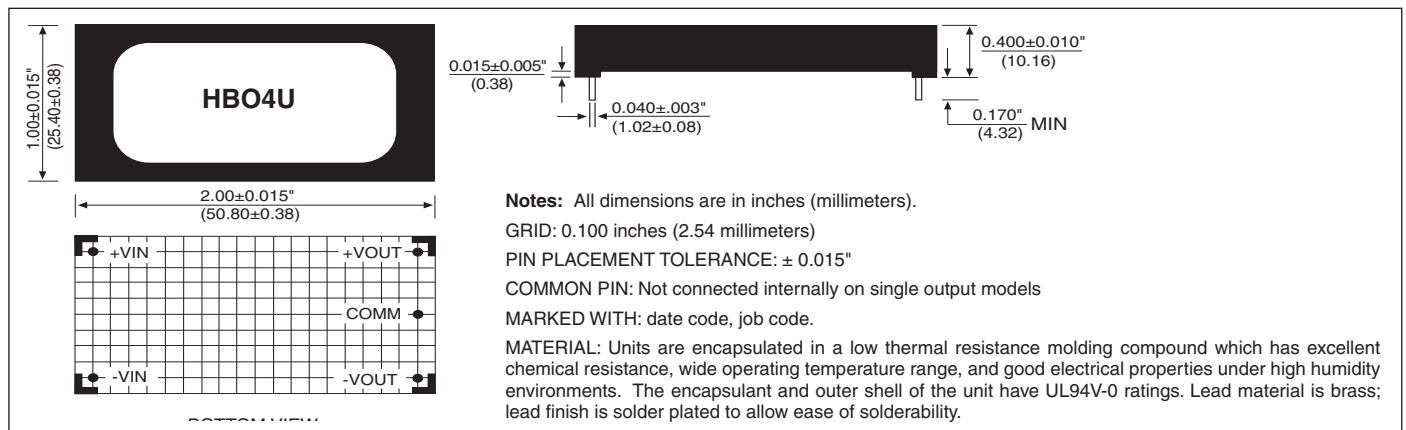 HBO4U
1.00±0.015"
(25.40±0.38)
2.00±0.015"
(50.80±0.38)
0.015±0.005"
(0.38)
0.040±.003"
(1.02±0.08)
0.400±0.010"
(10.16)
0.170"
(4.32)
MIN
+VIN
+VOUT
COMM
-VIN
-VOUT
BOTTOM VIEW
Notes: All dimensions are in inches (millimeters).
GRID: 0.100 inches (2.54 millimeters)
PIN PLACEMENT TOLERANCE: ± 0.015"
COMMON PIN: Not connected internally on single output models
MARKED WITH: date code, job code.
MATERIAL: Units are encapsulated in a low thermal resistance molding compound which has excellent
chemical resistance, wide operating temperature range, and good electrical properties under high humidity
environments. The encapsulant and outer shell of the unit have UL94V-0 ratings. Lead material is brass;
lead finish is solder plated to allow ease of solderability.